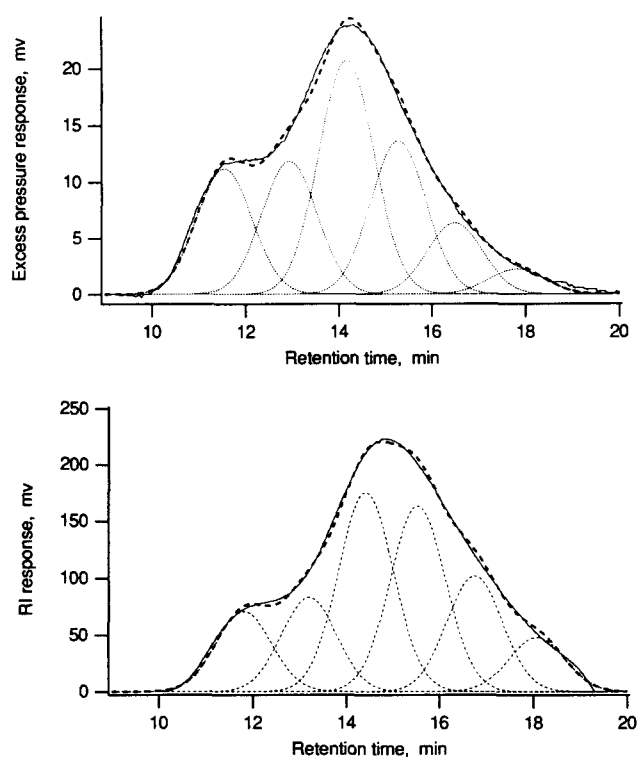 Excess pressure response, mv
20
15
10
5
0
10 12 14 16 18 20
Retention time, min
RI response, mv
250
200
150
100
50
0
10 12 14 16 18 20
Retention time, min